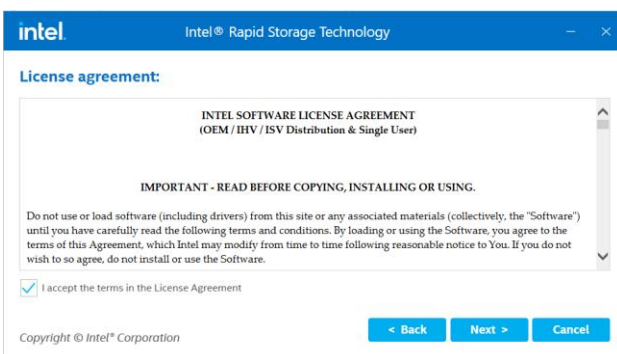 intel.
Intel® Rapid Storage Technology
License agreement:
INTEL SOFTWARE LICENSE AGREEMENT
(OEM / IHV / ISV Distribution & Single User)
IMPORTANT - READ BEFORE COPYING, INSTALLING OR USING.
Do not use or load software (including drivers) from this site or any associated materials (collectively, the "Software")
until you have carefully read the following terms and conditions. By loading or using the Software, you agree to the
terms of this Agreement, which Intel may modify from time to time following reasonable notice to You. If you do not
wish to so agree, do not install or use the Software.
I accept the terms in the License Agreement
< Back Next > Cancel
Copyright © Intel® Corporation